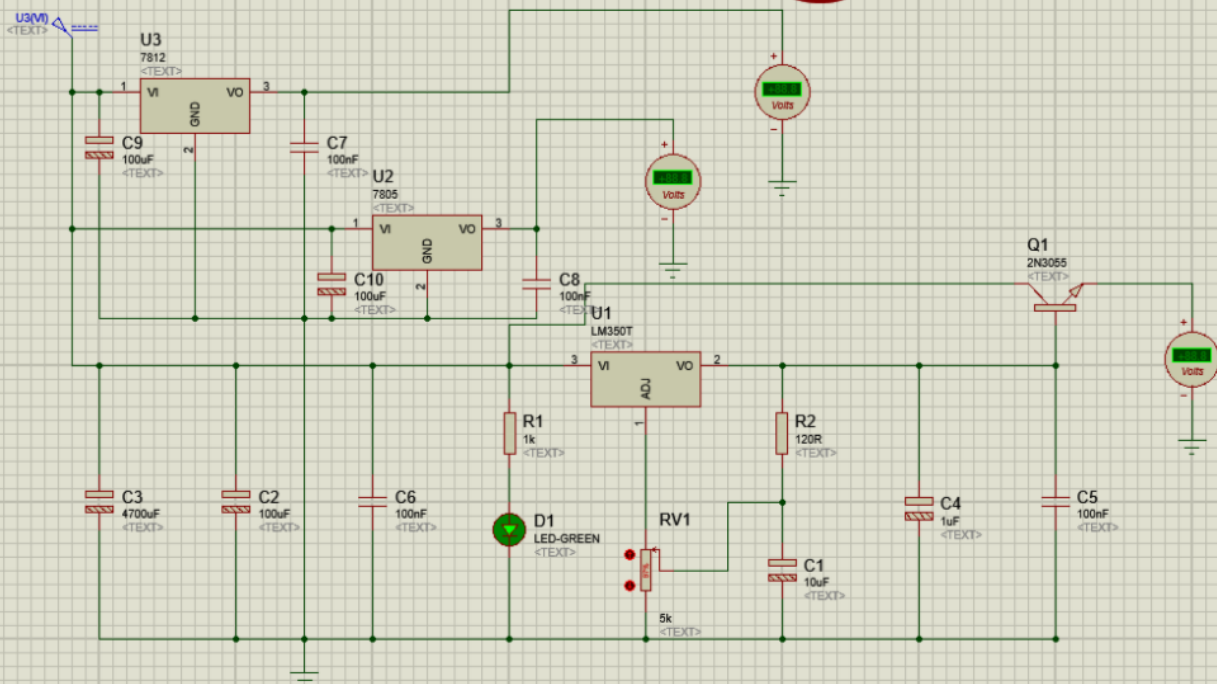 U3(VI)
<TEXT>
U3
7812
<TEXT>
1
VI
VO
3
GND
2
C9
100uF
<TEXT>
C7
100nF
<TEXT>
Volts
+
-
U2
7805
<TEXT>
1
VI
VO
3
GND
2
C10
100uF
<TEXT>
C8
100nF
<TEXT>
+
Volts
-
Q1
2N3055
<TEXT>
U1
LM350T
<TEXT>
3
VI
VO
2
ADJ
1
+
Volts
-
R1
1k
<TEXT>
R2
120R
<TEXT>
C3
4700uF
<TEXT>
C2
100uF
<TEXT>
C6
100nF
<TEXT>
D1
LED-GREEN
<TEXT>
RV1
5k
<TEXT>
C1
10uF
<TEXT>
C4
1uF
<TEXT>
C5
100nF
<TEXT>